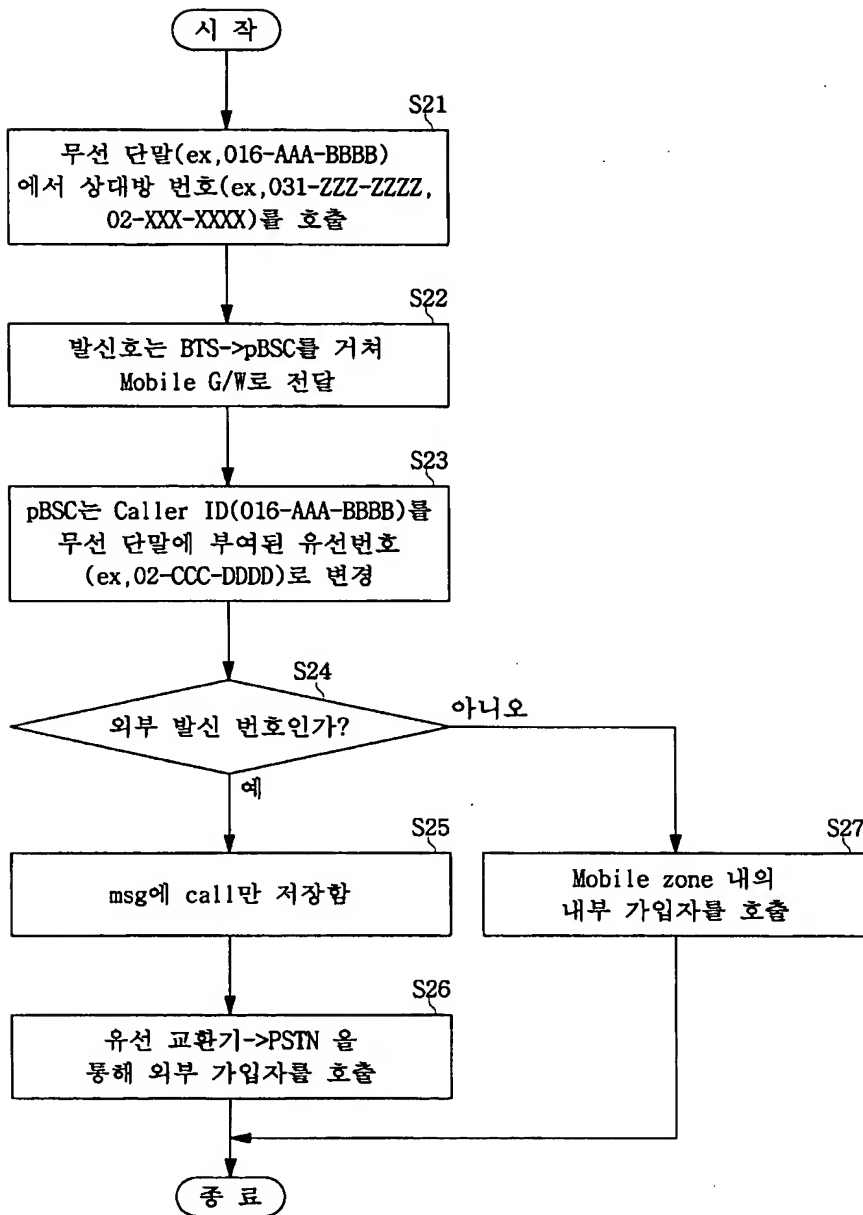 시 작
S21
무선 단말(ex,016-AAA-BBBB)
에서 상대방 번호(ex,031-ZZZ-ZZZZ,
02-XXX-XXXX)를 호출
S22
발신호는 BTS->pBSC를 거쳐
Mobile G/W로 전달
S23
pBSC는 Caller ID(016-AAA-BBBB)를
무선 단말에 부여된 유선번호
(ex,02-CCC-DDDD)로 변경
S24
외부 발신 번호인가?
아니오
예
S25
msg에 call만 저장함
S27
Mobile zone 내의
내부 가입자를 호출
S26
유선 교환기->PSTN 을
통해 외부 가입자를 호출
종 료